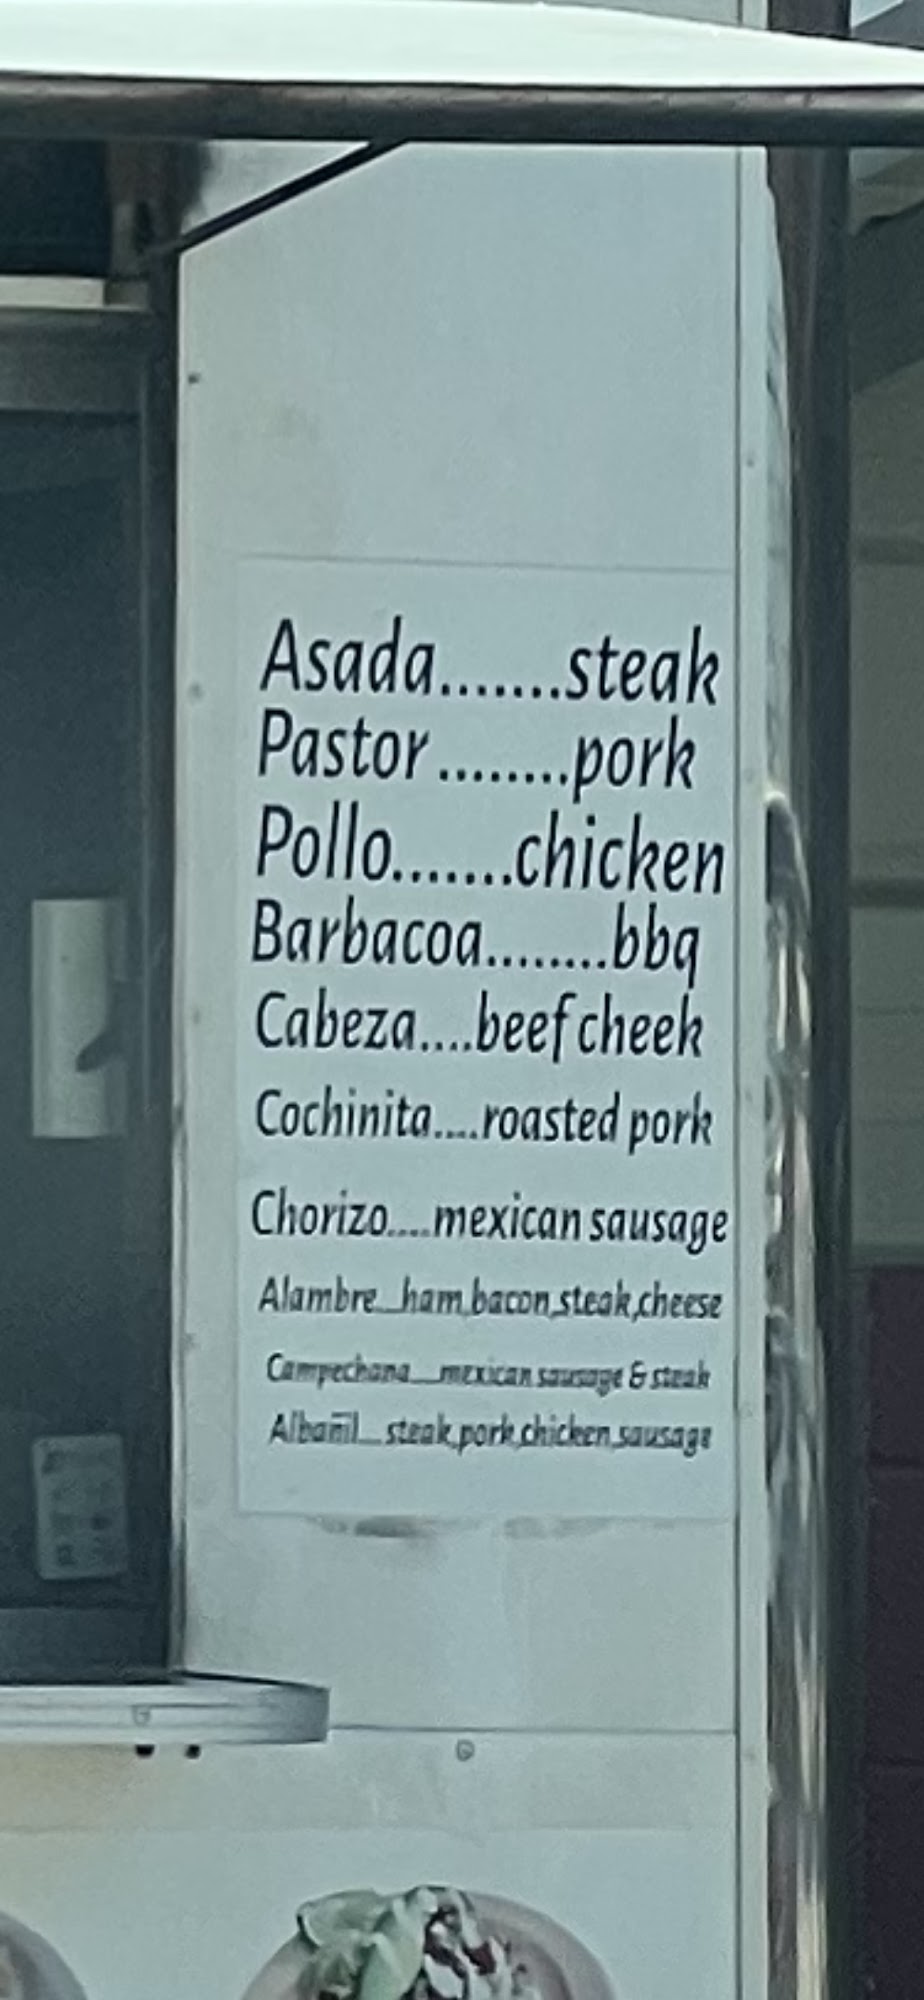 Asada.......steak
Pastor........pork
Pollo.......chicken
Barbacoa........bbq
Cabeza....beef cheek
Cochinita....roasted pork
Chorizo....mexican sausage
Alambre...ham,bacon,steak,cheese
Campechana....mexican sausage & steak
Albañil....steak,pork,chicken,sausage